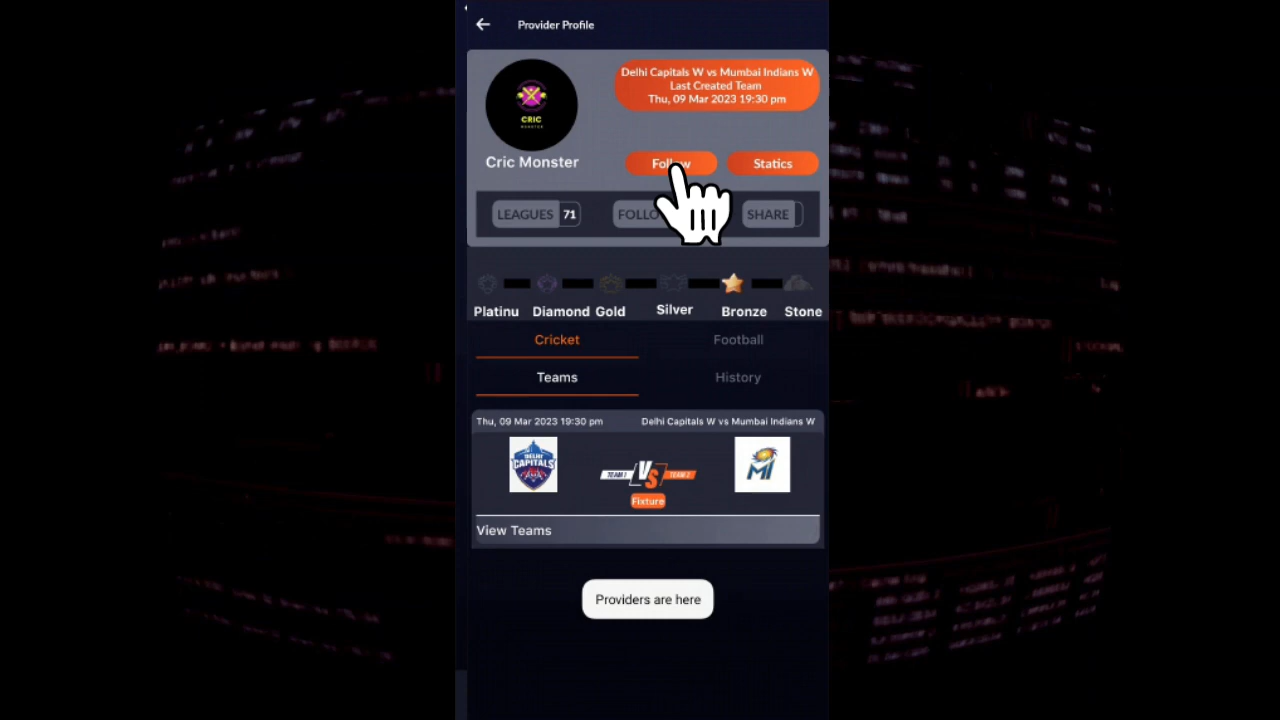 Provider Profile
Delhi Capitals W vs Mumbai Indians W
Last Created Team
Thu, 09 Mar 2023 19:30 pm
CRIC
MONSTER
Cric Monster
Statics
LEAGUES 71
SHARE
Platinu Diamond Gold Silver Bronze Stone
Cricket Football
Teams History
Thu, 09 Mar 2023 19:30 pm Delhi Capitals W vs Mumbai Indians W
DELHI
CAPITALS
TEAM 1 VS TEAM 2
MI
Fixture
View Teams
Providers are here